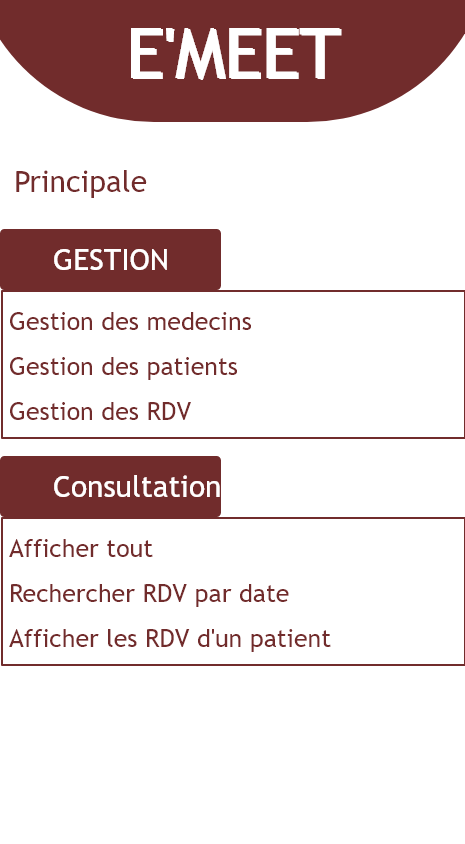 E'MEET
Principale
GESTION
Gestion des medecins
Gestion des patients
Gestion des RDV
Consultation
Afficher tout
Rechercher RDV par date
Afficher les RDV d'un patient